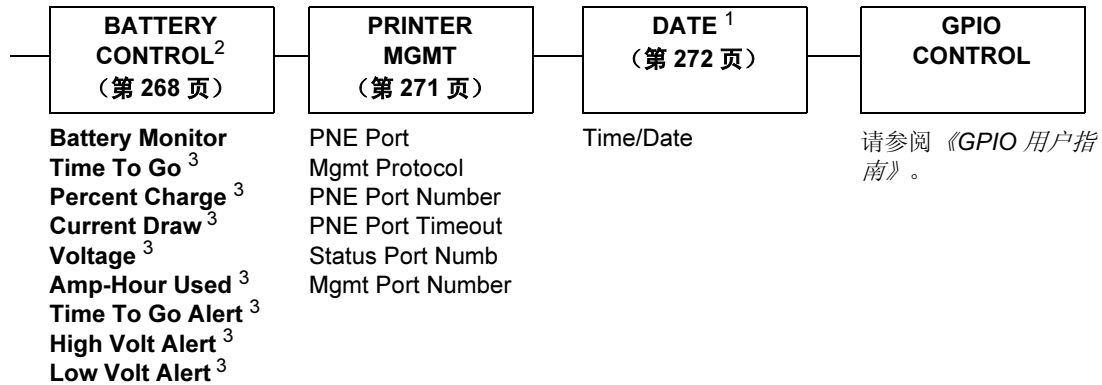 BATTERY
CONTROL2
(第 268 页)
Battery Monitor
Time To Go 3
Percent Charge 3
Current Draw 3
Voltage 3
Amp-Hour Used 3
Time To Go Alert 3
High Volt Alert 3
Low Volt Alert 3
PRINTER
MGMT
(第 271 页)
PNE Port
Mgmt Protocol
PNE Port Number
PNE Port Timeout
Status Port Numb
Mgmt Port Number
DATE 1
(第 272 页)
Time/Date
GPIO
CONTROL
请参阅《GPIO 用户指
南》。